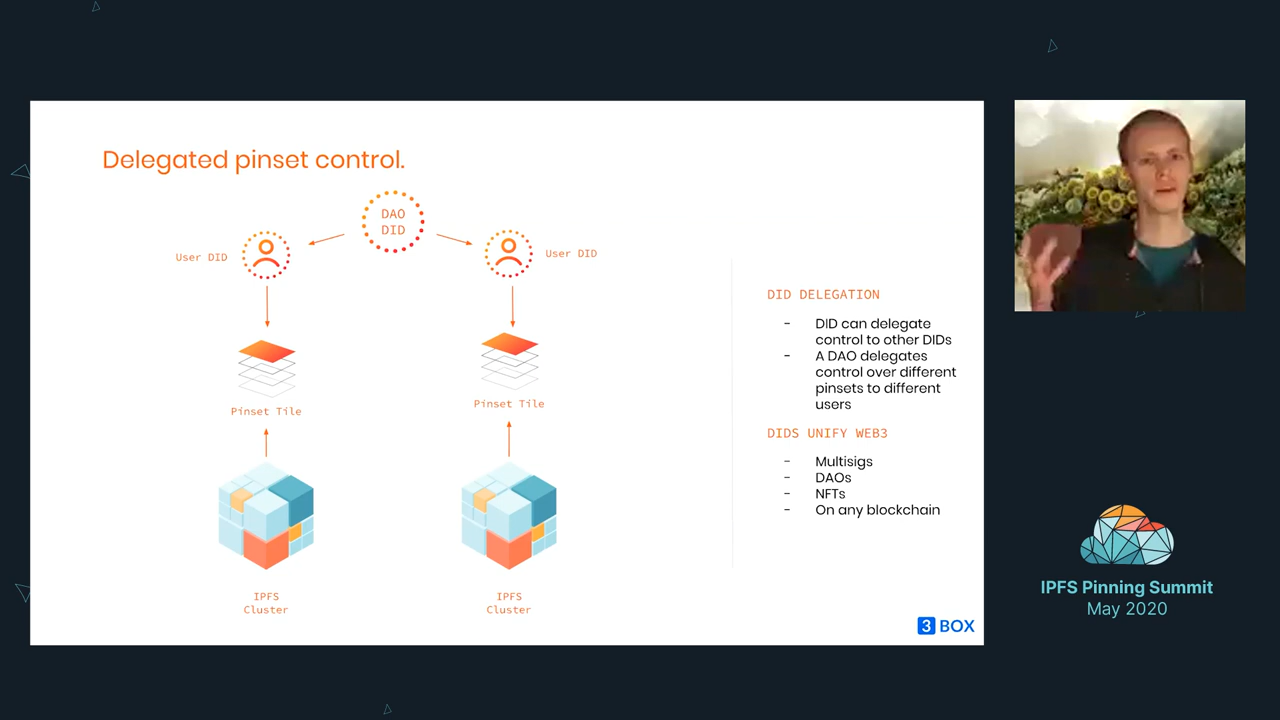 Delegated pinset control.
DAO
DID
User DID
User DID
Pinset Tile
Pinset Tile
IPFS
Cluster
IPFS
Cluster
DID DELEGATION
- DID can delegate
control to other DIDs
- A DAO delegates
control over different
pinsets to different
users
DIDS UNIFY WEB3
- Multisigs
- DAOs
- NFTs
- On any blockchain
3 BOX
IPFS Pinning Summit
May 2020